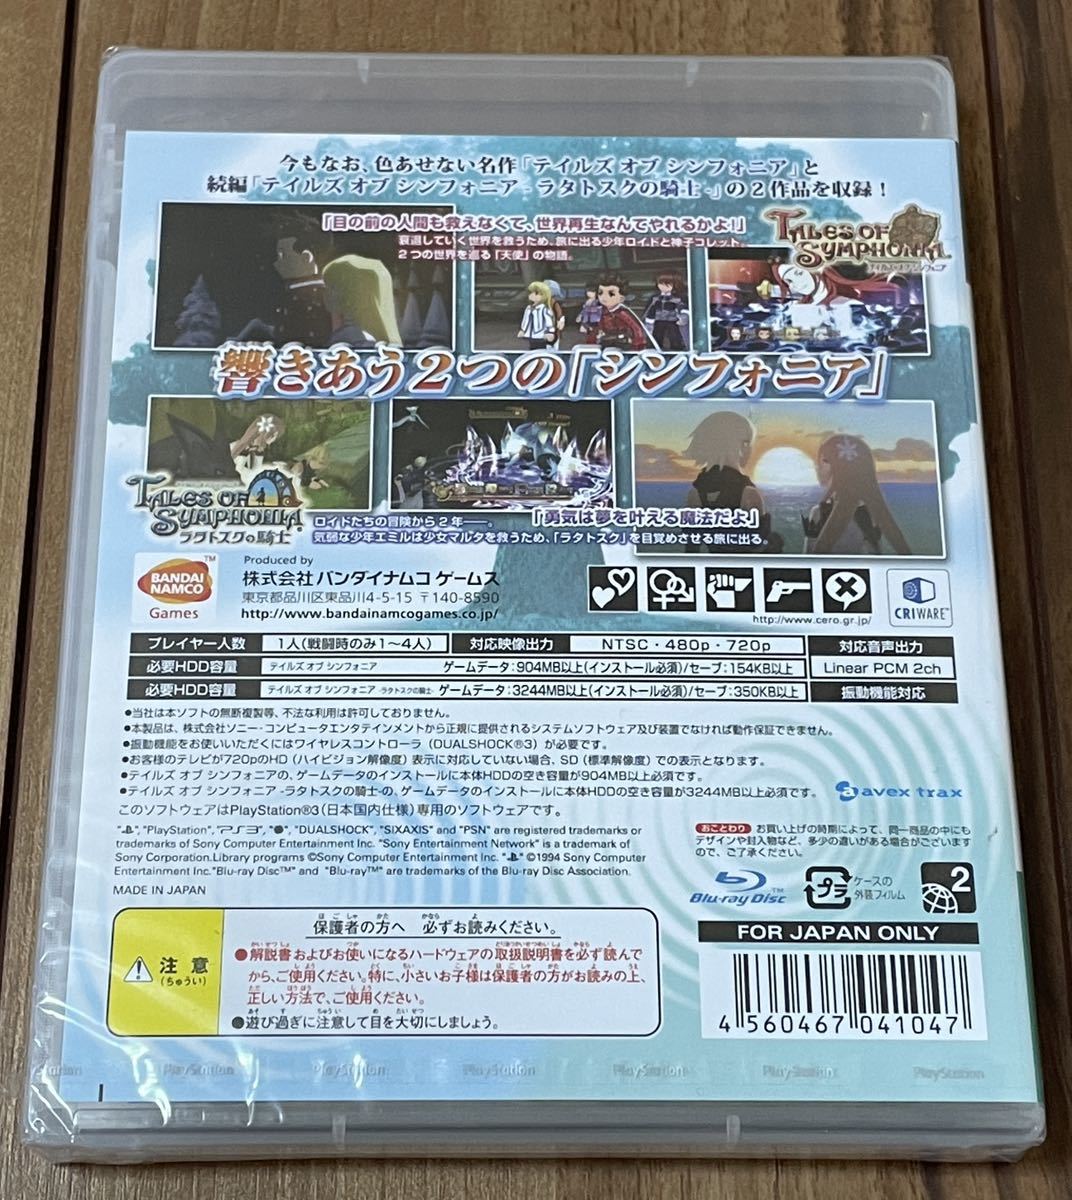 今もなお、色あせない名作「テイルズ オブ シンフォニア」と
続編「テイルズ オブ シンフォニア -ラタトスクの騎士-」の2作品を収録!
「目の前の人間も救えなくて、世界再生なんてやれるかよ!」
衰退していく世界を救うため、旅に出る少年ロイドと神子コレット。
2つの世界を巡る「天使」の物語。
TALES OF
SYMPHONIA
テイルズ オブ シンフォニア
響きあう2つの「シンフォニア」
TALES OF
SYMPHONIA
ラタトスクの騎士
ロイドたちの冒険から2年――。
「勇気は夢を叶える魔法だよ」
気弱な少年エミルは少女マルタを救うため、「ラタトスク」を目覚めさせる旅に出る。
BANDAI
NAMCO
Games
Produced by
株式会社 バンダイナムコ ゲームス
東京都品川区東品川4-5-15 〒140-8590
http://www.bandainamcogames.co.jp/
http://www.cero.gr.jp/
CRIWARE™
プレイヤー人数 1人(戦闘時のみ1〜4人) 対応映像出力 NTSC・480p・720p 対応音声出力
必要HDD容量 テイルズ オブ シンフォニア ゲームデータ:904MB以上(インストール必須)/セーブ:154KB以上 Linear PCM 2ch
必要HDD容量 テイルズ オブ シンフォニア -ラタトスクの騎士- ゲームデータ:3244MB以上(インストール必須)/セーブ:350KB以上 振動機能対応
●当社は本ソフトの無断複製等、不法な利用は許可しておりません。
●本製品は、株式会社ソニー・コンピュータエンタテインメントから正規に提供されるシステムソフトウェア及び装置でなければ動作保証できません。
●振動機能をお使いいただくにはワイヤレスコントローラ(DUALSHOCK®3)が必要です。
●お客様のテレビが720pのHD(ハイビジョン解像度)表示に対応していない場合、SD(標準解像度)での表示となります。
●テイルズ オブ シンフォニアの、ゲームデータのインストールに本体HDDの空き容量が904MB以上必要です。
●テイルズ オブ シンフォニア -ラタトスクの騎士-の、ゲームデータのインストールに本体HDDの空き容量が3244MB以上必要です。
avex trax
このソフトウェアはPlayStation®3(日本国内仕様)専用のソフトウェアです。
"PlayStation", "PS3", "●", "DUALSHOCK", "SIXAXIS" and "PSN" are registered trademarks or
trademarks of Sony Computer Entertainment Inc. "Sony Entertainment Network" is a trademark of
Sony Corporation.Library programs ©Sony Computer Entertainment Inc. ©1994 Sony Computer
Entertainment Inc."Blu-ray Disc™" and "Blu-ray™" are trademarks of the Blu-ray Disc Association.
おことわり お買い上げの時期によって、同一商品の中にも
デザインや封入物など、多少の違いがある場合がございます
ので、ご了承ください。
MADE IN JAPAN
Blu-ray Disc™
プラ
ケースの
外装フィルム
2
FOR JAPAN ONLY
4 560467 041047
注意
(ちゅうい)
保護者の方へ 必ずお読みください。
●解説書およびお使いになるハードウェアの取扱説明書を必ず読んで
から、ご使用ください。特に、小さいお子様は保護者の方がお読みの上、
正しい方法で、ご使用ください。
●遊び過ぎに注意して目を大切にしましょう。
PlayStation PlayStation PlayStation PlayStation PlayStation PlayStation